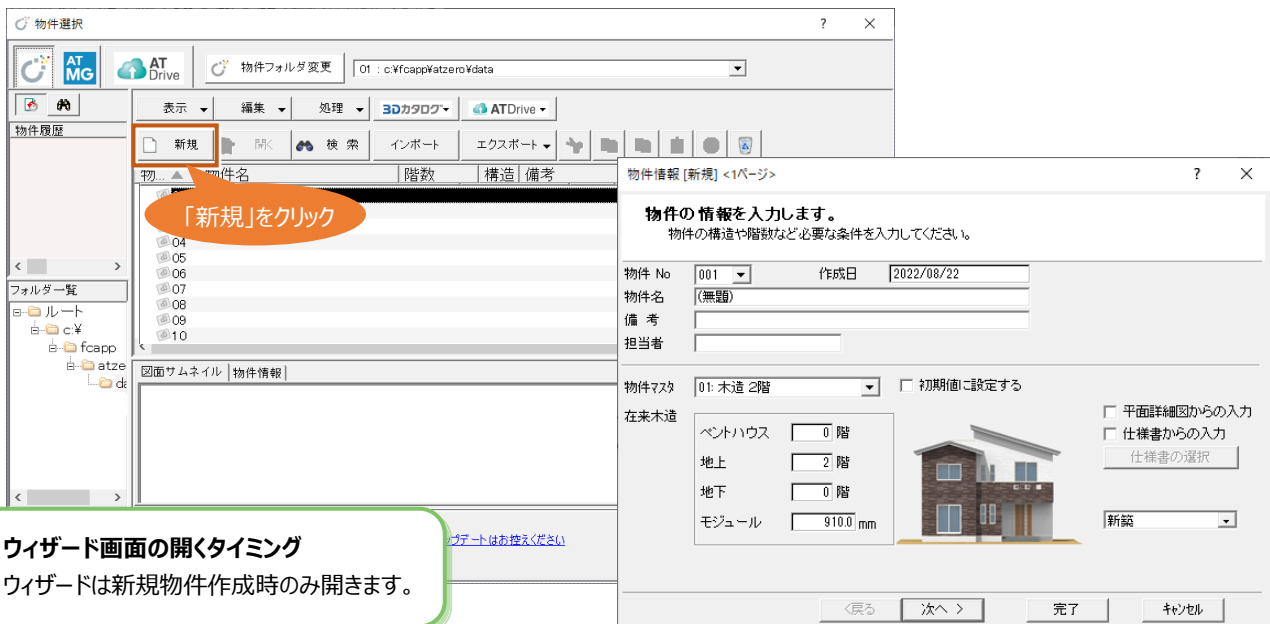 物件選択
AT MG
AT Drive
物件フォルダ変更
01 : c:¥fcapp¥atzero¥data
表示
編集
処理
3Dカタログ
ATDrive
物件履歴
新規
開く
検 索
インポート
エクスポート
物...
物件名
階数
構造
備考
「新規」をクリック
04
05
06
07
08
09
10
フォルダ一覧
ルート
c:¥
fcapp
atze
da
図面サムネイル
物件情報
プデートはお控えください
ウィザード画面の開くタイミング
ウィザードは新規物件作成時のみ開きます。
物件情報 [新規] <1ページ>
物件の情報を入力します。
物件の構造や階数など必要な条件を入力してください。
物件 No 001 作成日 2022/08/22
物件名 (無題)
備 考
担当者
物件マスタ 01: 木造 2階 初期値に設定する
在来木造
ペントハウス 0 階
地上 2 階
地下 0 階
モジュール 910.0 mm
平面詳細図からの入力
仕様書からの入力
仕様書の選択
新築
<戻る
次へ >
完了
キャンセル